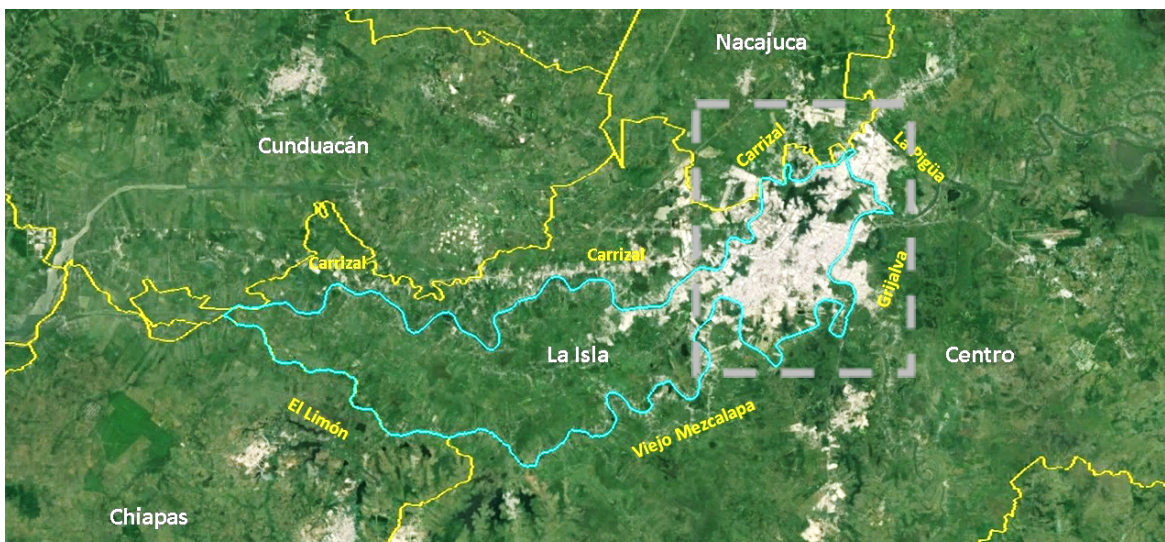 Nacajuca
Cunduacán
Carrizal
La Pigüa
Carrizal
Carrizal
Grijalva
La Isla
Centro
El Limón
Viejo Mezcalapa
Chiapas